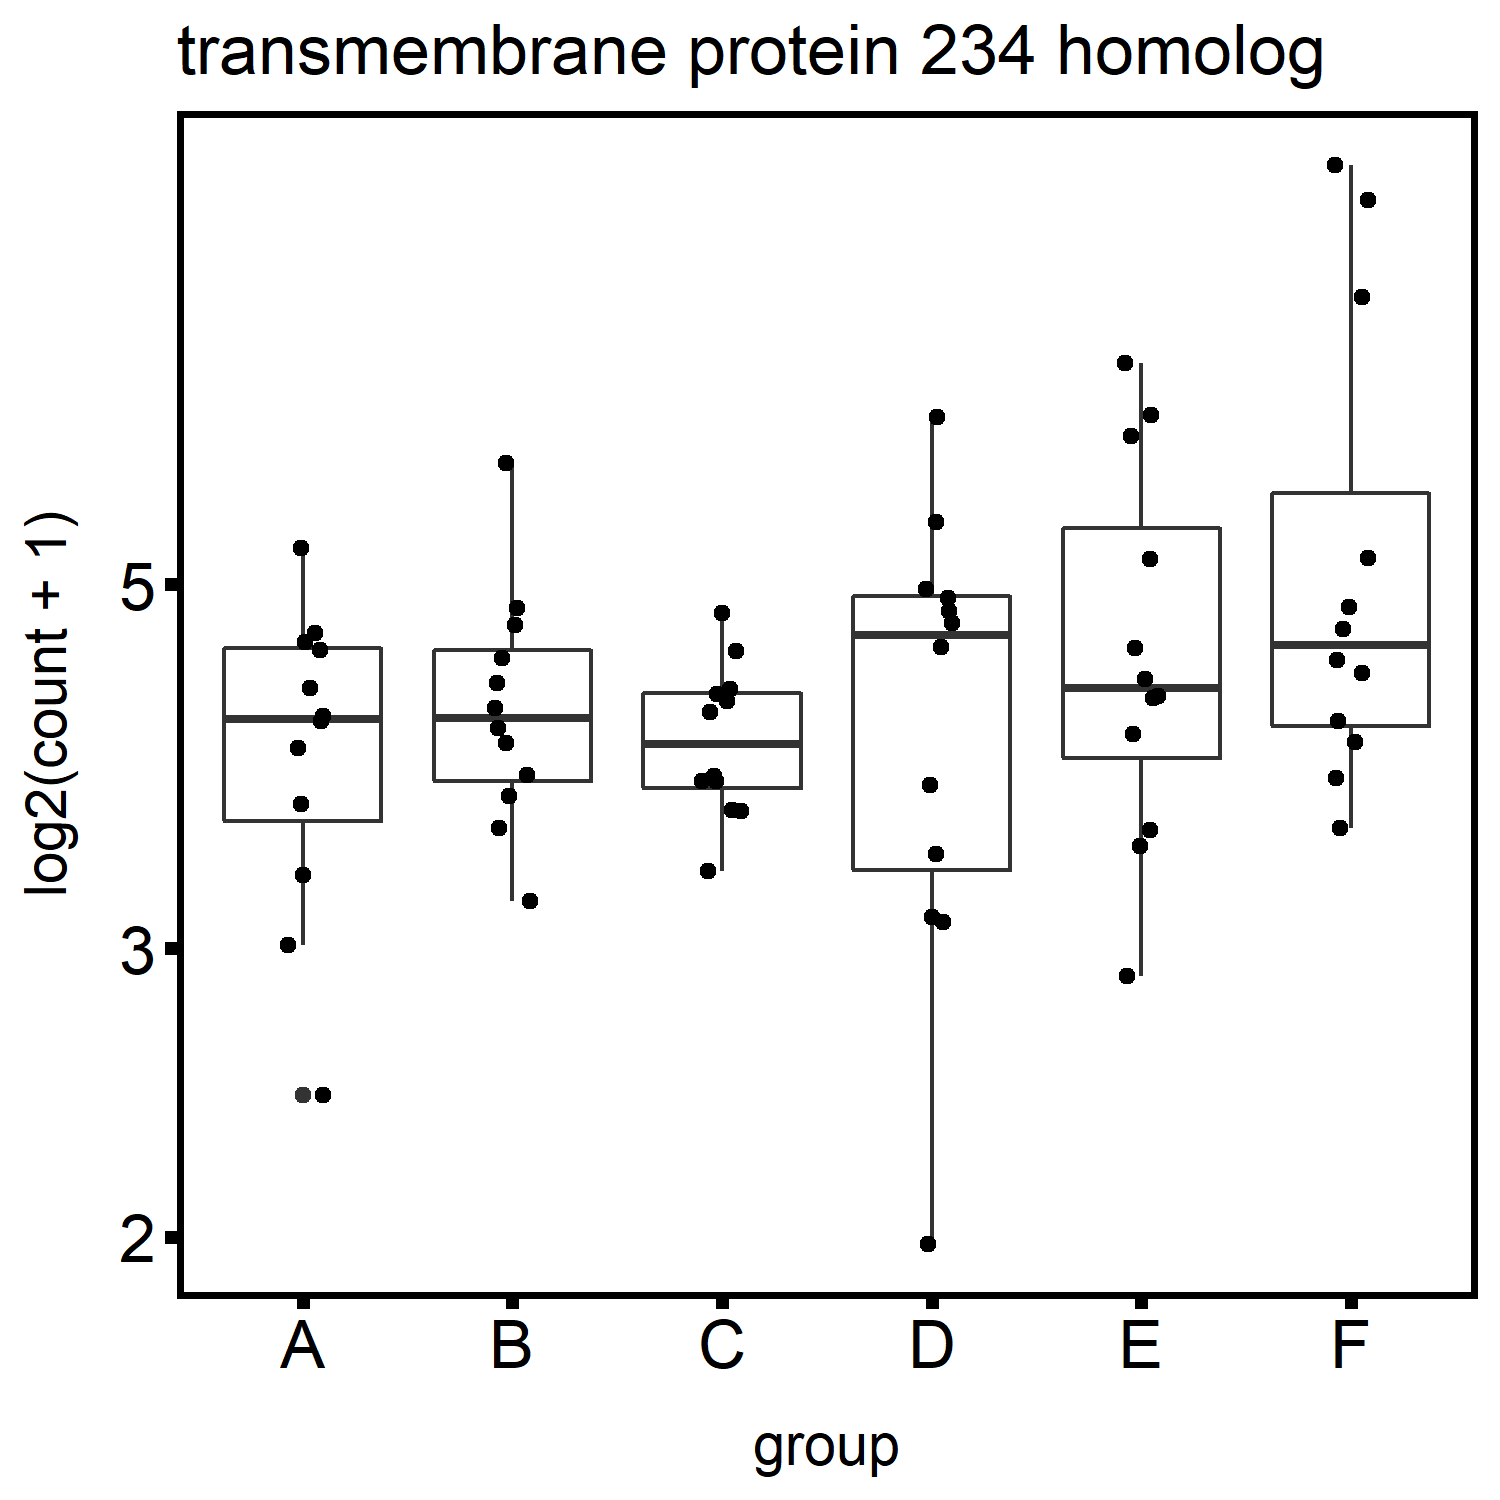 transmembrane protein 234 homolog
log2(count + 1)
5
3
2
A B C D E F
group